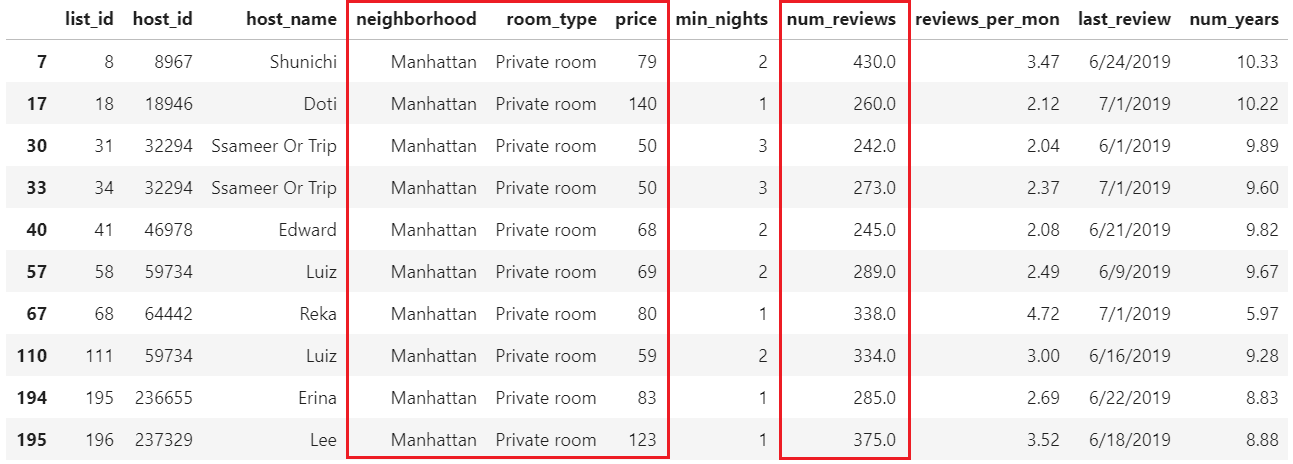 list_id host_id host_name neighborhood room_type price min_nights num_reviews reviews_per_mon last_review num_years
7 8 8967 Shunichi Manhattan Private room 79 2 430.0 3.47 6/24/2019 10.33
17 18 18946 Doti Manhattan Private room 140 1 260.0 2.12 7/1/2019 10.22
30 31 32294 Ssameer Or Trip Manhattan Private room 50 3 242.0 2.04 6/1/2019 9.89
33 34 32294 Ssameer Or Trip Manhattan Private room 50 3 273.0 2.37 7/1/2019 9.60
40 41 46978 Edward Manhattan Private room 68 2 245.0 2.08 6/21/2019 9.82
57 58 59734 Luiz Manhattan Private room 69 2 289.0 2.49 6/9/2019 9.67
67 68 64442 Reka Manhattan Private room 80 1 338.0 4.72 7/1/2019 5.97
110 111 59734 Luiz Manhattan Private room 59 2 334.0 3.00 6/16/2019 9.28
194 195 236655 Erina Manhattan Private room 83 1 285.0 2.69 6/22/2019 8.83
195 196 237329 Lee Manhattan Private room 123 1 375.0 3.52 6/18/2019 8.88